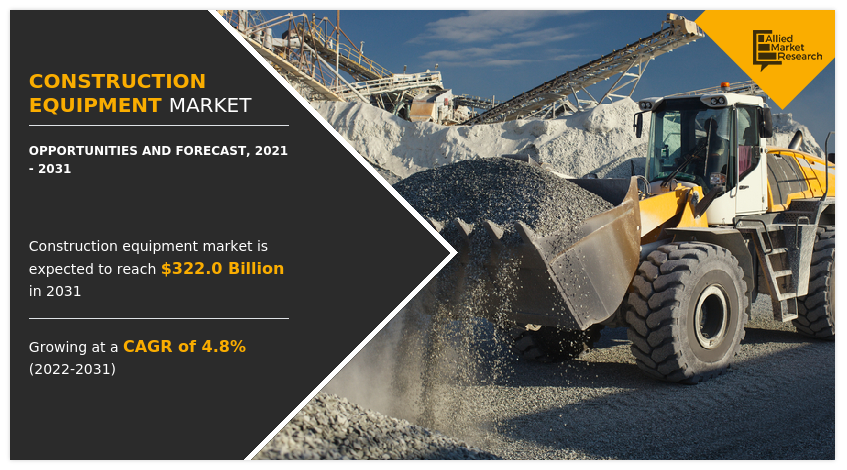 CONSTRUCTION
EQUIPMENT MARKET
OPPORTUNITIES AND FORECAST, 2021
- 2031
Construction equipment market is
expected to reach $322.0 Billion
in 2031
Growing at a CAGR of 4.8%
(2022-2031)
Allied
Market
Research